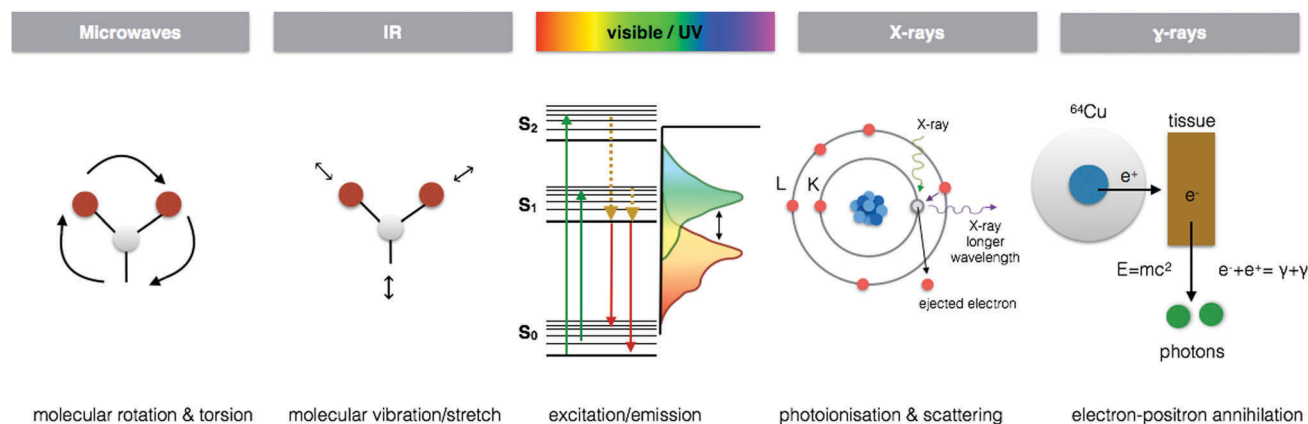 Microwaves
IR
visible / UV
X-rays
γ-rays
S₂
S₁
S₀
L
K
X-ray
X-ray
longer
wavelength
ejected electron
⁶⁴Cu
e⁺
tissue
e⁻
E=mc²
e⁻+e⁺= γ+γ
photons
molecular rotation & torsion
molecular vibration/stretch
excitation/emission
photoionisation & scattering
electron-positron annihilation